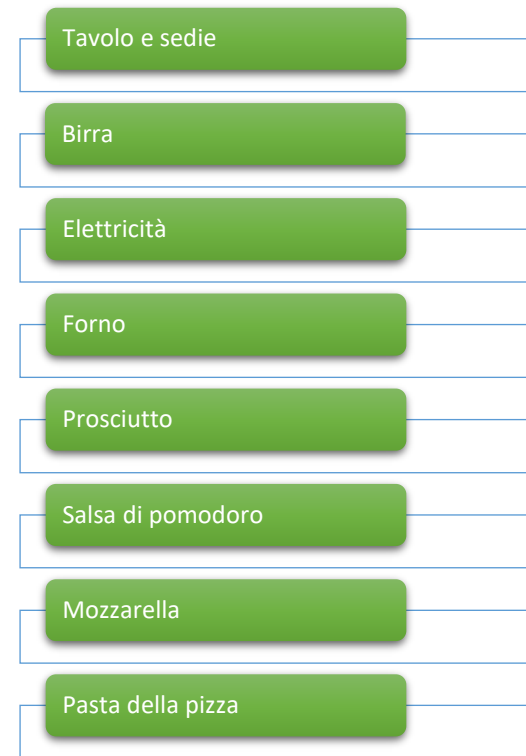 Tavolo e sedie
Birra
Elettricità
Forno
Prosciutto
Salsa di pomodoro
Mozzarella
Pasta della pizza